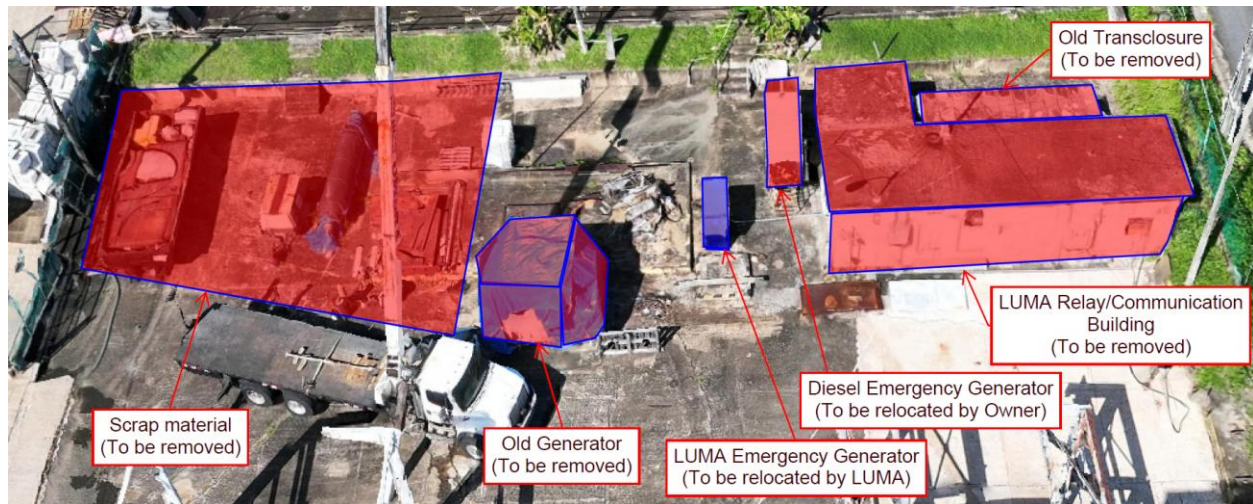 Old Transclosure
(To be removed)
LUMA Relay/Communication
Building
(To be removed)
Diesel Emergency Generator
(To be relocated by Owner)
Scrap material
(To be removed)
Old Generator
(To be removed)
LUMA Emergency Generator
(To be relocated by LUMA)